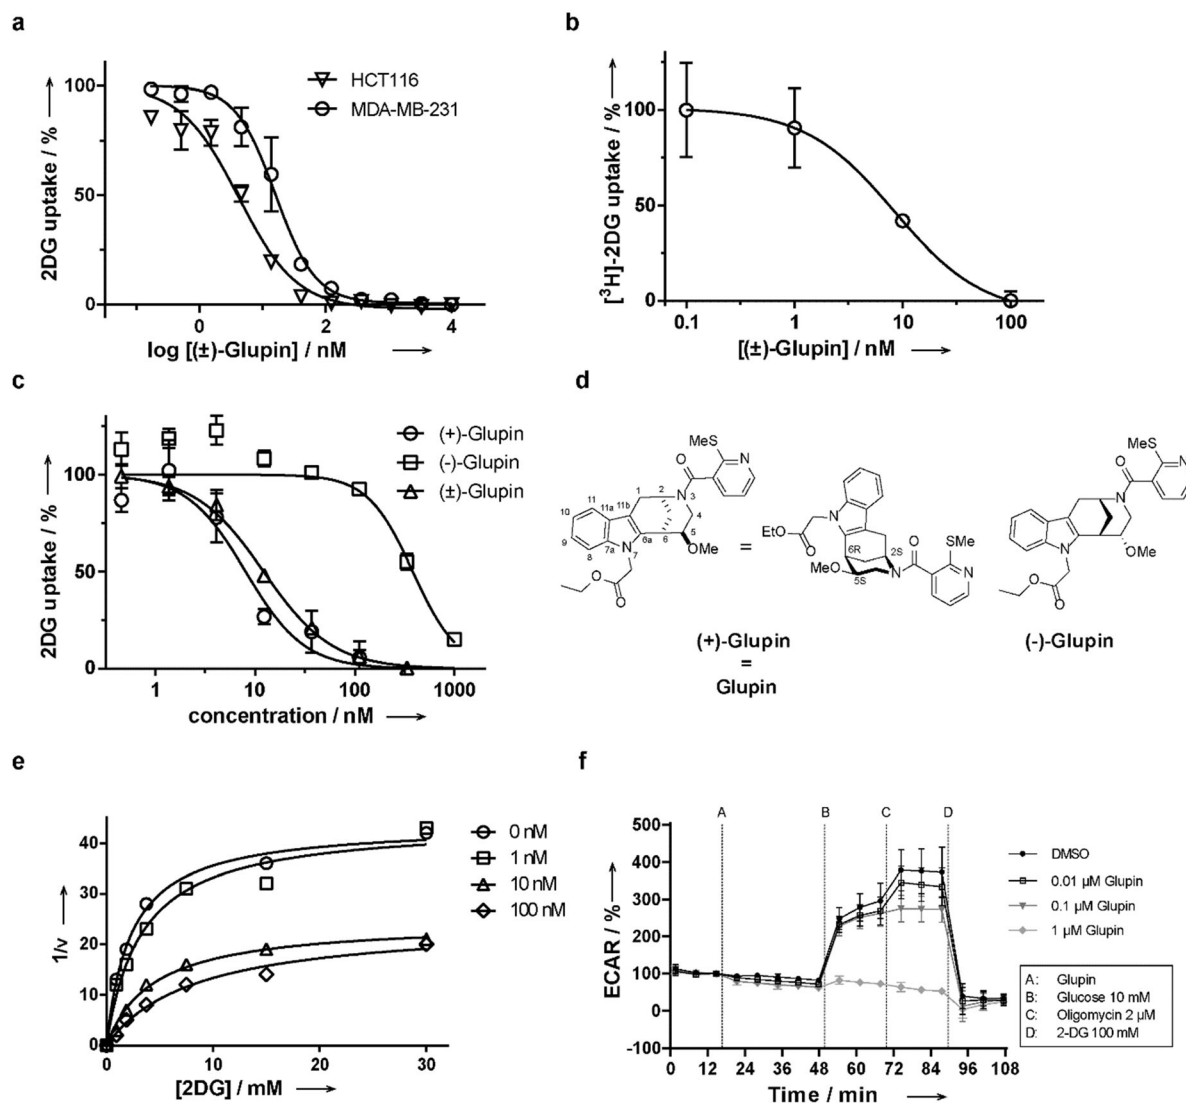 a
2DG uptake / % →
100
50
0
0
2
4
log [(±)-Glupin] / nM →
HCT116
MDA-MB-231
b
[³H]-2DG uptake / % →
100
50
0
0.1
1
10
100
[(±)-Glupin] / nM →
c
2DG uptake / % →
100
50
0
1
10
100
1000
concentration / nM →
(+)-Glupin
(-)-Glupin
(±)-Glupin
d
MeS
N
O
1
2
3
N
4
5
6
6a
7
N
7a
8
9
10
11
11a
11b
OMe
O
O
=
EtO
O
N
6R
2S
5S
MeO
N
O
SMe
N
(+)-Glupin
=
Glupin
MeS
N
O
N
N
OMe
O
O
(-)-Glupin
e
1/v →
40
30
20
10
0
0
10
20
30
[2DG] / mM →
0 nM
1 nM
10 nM
100 nM
f
ECAR / % →
500
400
300
200
100
0
-100
A
B
C
D
0
12
24
36
48
60
72
84
96
108
Time / min →
DMSO
0.01 µM Glupin
0.1 µM Glupin
1 µM Glupin
A: Glupin
B: Glucose 10 mM
C: Oligomycin 2 µM
D: 2-DG 100 mM